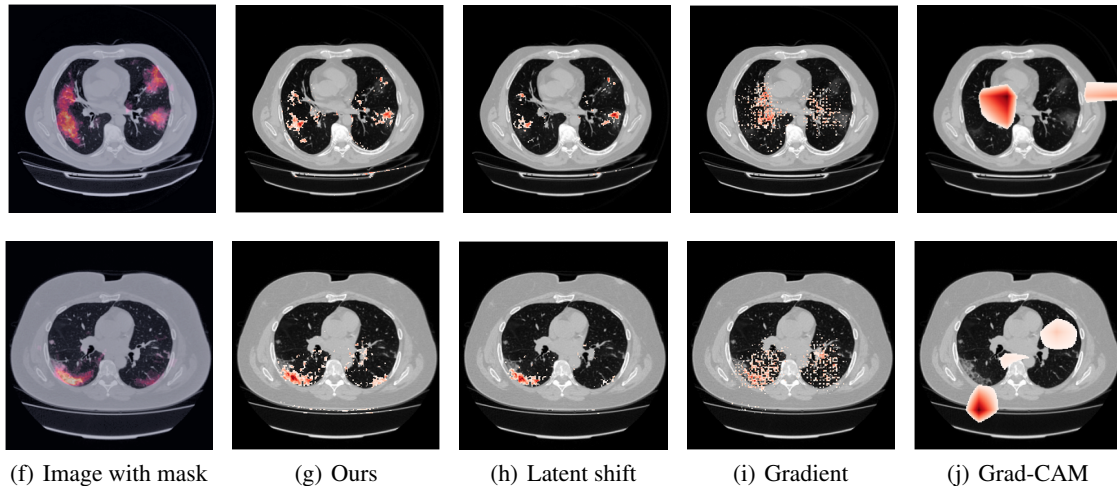 (f) Image with mask
(g) Ours
(h) Latent shift
(i) Gradient
(j) Grad-CAM